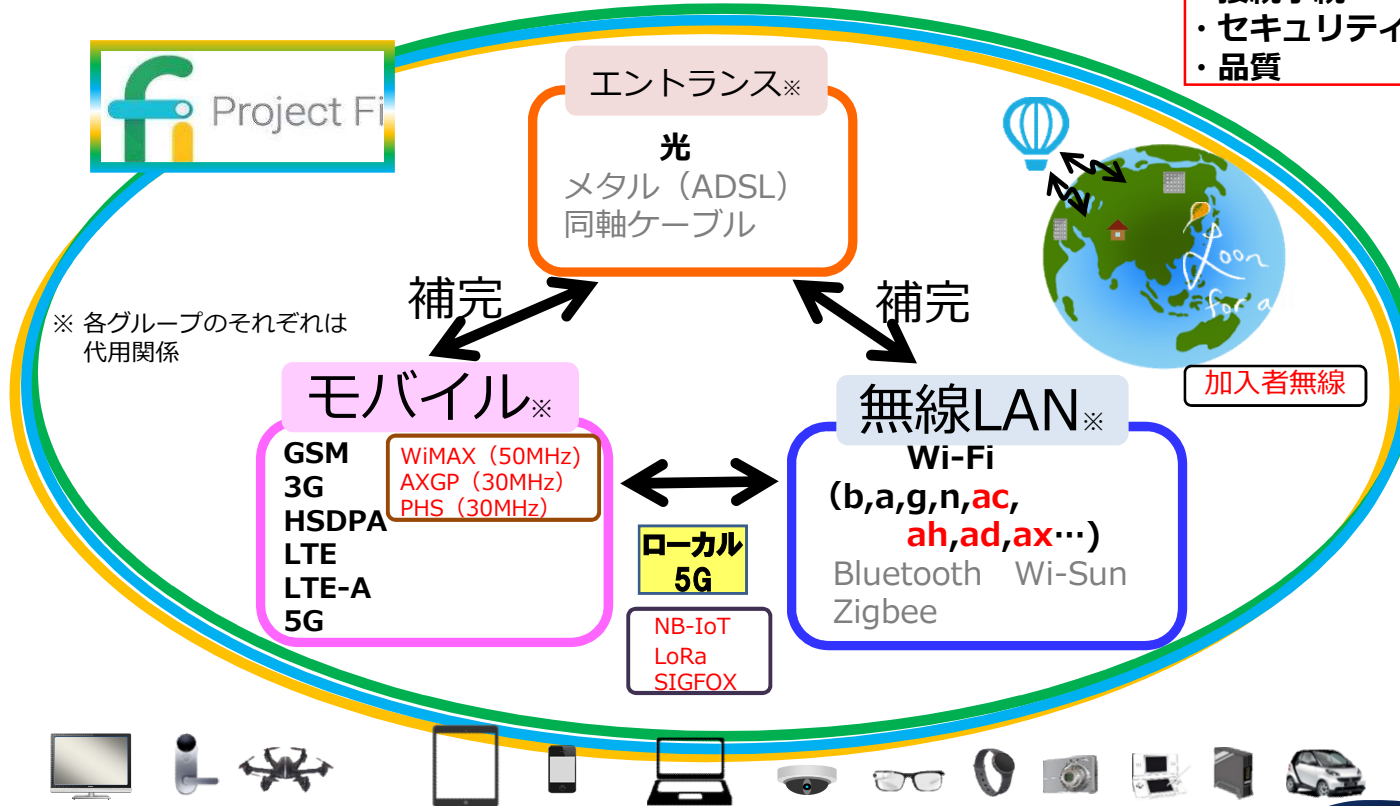 ・セキュリティ
・品質
Project Fi
エントランス※
光
メタル（ADSL）
同軸ケーブル
補完
補完
※ 各グループのそれぞれは
代用関係
Loon
for a
加入者無線
モバイル※
GSM
3G
HSDPA
LTE
LTE-A
5G
WiMAX（50MHz）
AXGP（30MHz）
PHS（30MHz）
ローカル
5G
NB-IoT
LoRa
SIGFOX
無線LAN※
Wi-Fi
（b,a,g,n,ac,
ah,ad,ax…)
Bluetooth　Wi-Sun
Zigbee